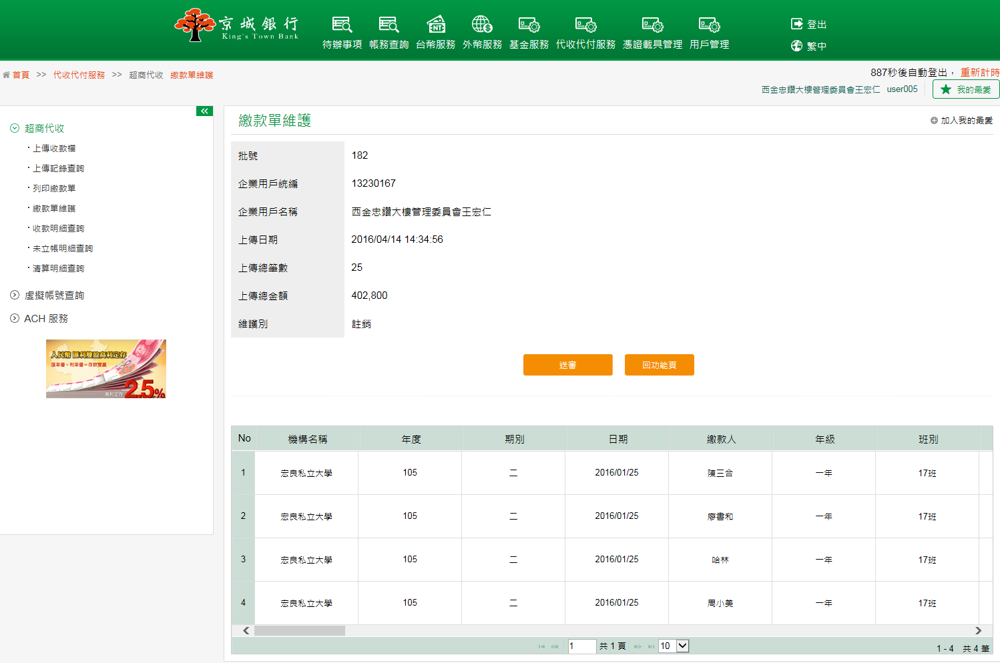 京城銀行
King's Town Bank
待辦事項 帳務查詢 台幣服務 外幣服務 基金服務 代收代付服務 憑證載具管理 用戶管理
登出
繁中
首頁 >> 代收代付服務 >> 超商代收 繳款單維護
887秒後自動登出， 重新計時
西金忠鑽大樓管理委員會王宏仁 user005
我的最愛
超商代收
上傳收款檔
上傳記錄查詢
列印繳款單
繳款單維護
收款明細查詢
未立帳明細查詢
清算明細查詢
虛擬帳號查詢
ACH 服務
人民幣 匯利雙盈高利定存
匯率優+利率優=存款雙贏
高利定存 2.5%
繳款單維護
加入我的最愛
批號 182
企業用戶統編 13230167
企業用戶名稱 西金忠鑽大樓管理委員會王宏仁
上傳日期 2016/04/14 14:34:56
上傳總筆數 25
上傳總金額 402,800
維護別 註銷
送審 回功能頁
No 機構名稱 年度 期別 日期 繳款人 年級 班別
1 宏良私立大學 105 二 2016/01/25 陳三合 一年 17班
2 宏良私立大學 105 二 2016/01/25 廖書和 一年 17班
3 宏良私立大學 105 二 2016/01/25 哈林 一年 17班
4 宏良私立大學 105 二 2016/01/25 周小美 一年 17班
1 共 1 頁 10
1 - 4 共 4 筆